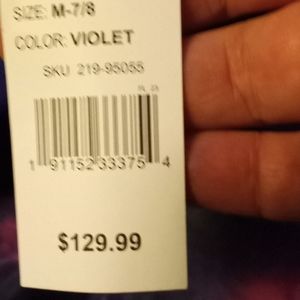 SIZE: M-7/8
COLOR: VIOLET
SKU 219-95055
1 91152 33375 4
$129.99